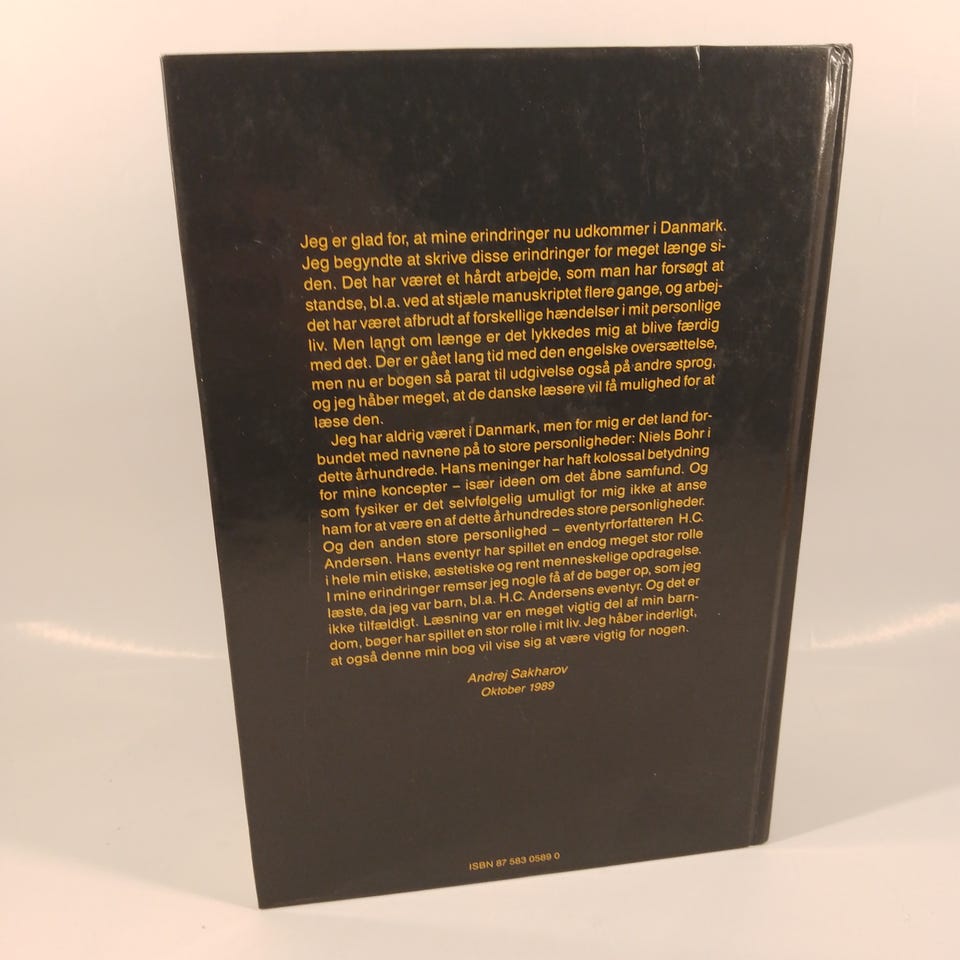 Jeg er glad for, at mine erindringer nu udkommer i Danmark.
Jeg begyndte at skrive disse erindringer for meget længe si-
den. Det har været et hårdt arbejde, som man har forsøgt at
standse, bl.a. ved at stjæle manuskriptet flere gange, og arbej-
det har været afbrudt af forskellige hændelser i mit personlige
liv. Men langt om længe er det lykkedes mig at blive færdig
med det. Der er gået lang tid med den engelske oversættelse,
men nu er bogen så parat til udgivelse også på andre sprog,
og jeg håber meget, at de danske læsere vil få mulighed for at
læse den.
Jeg har aldrig været i Danmark, men for mig er det land for-
bundet med navnene på to store personligheder: Niels Bohr i
dette århundrede. Hans meninger har haft kolossal betydning
for mine koncepter – især ideen om det åbne samfund. Og
som fysiker er det selvfølgelig umuligt for mig ikke at anse
ham for at være en af dette århundredes store personligheder.
Og den anden store personlighed – eventyrforfatteren H.C.
Andersen. Hans eventyr har spillet en endog meget stor rolle
i hele min etiske, æstetiske og rent menneskelige opdragelse.
I mine erindringer remser jeg nogle få af de bøger op, som jeg
læste, da jeg var barn, bl.a. H.C. Andersens eventyr. Og det er
ikke tilfældigt. Læsning var en meget vigtig del af min barn-
dom, bøger har spillet en stor rolle i mit liv. Jeg håber inderligt,
at også denne min bog vil vise sig at være vigtig for nogen.
Andrej Sakharov
Oktober 1989
ISBN 87 583 0589 0